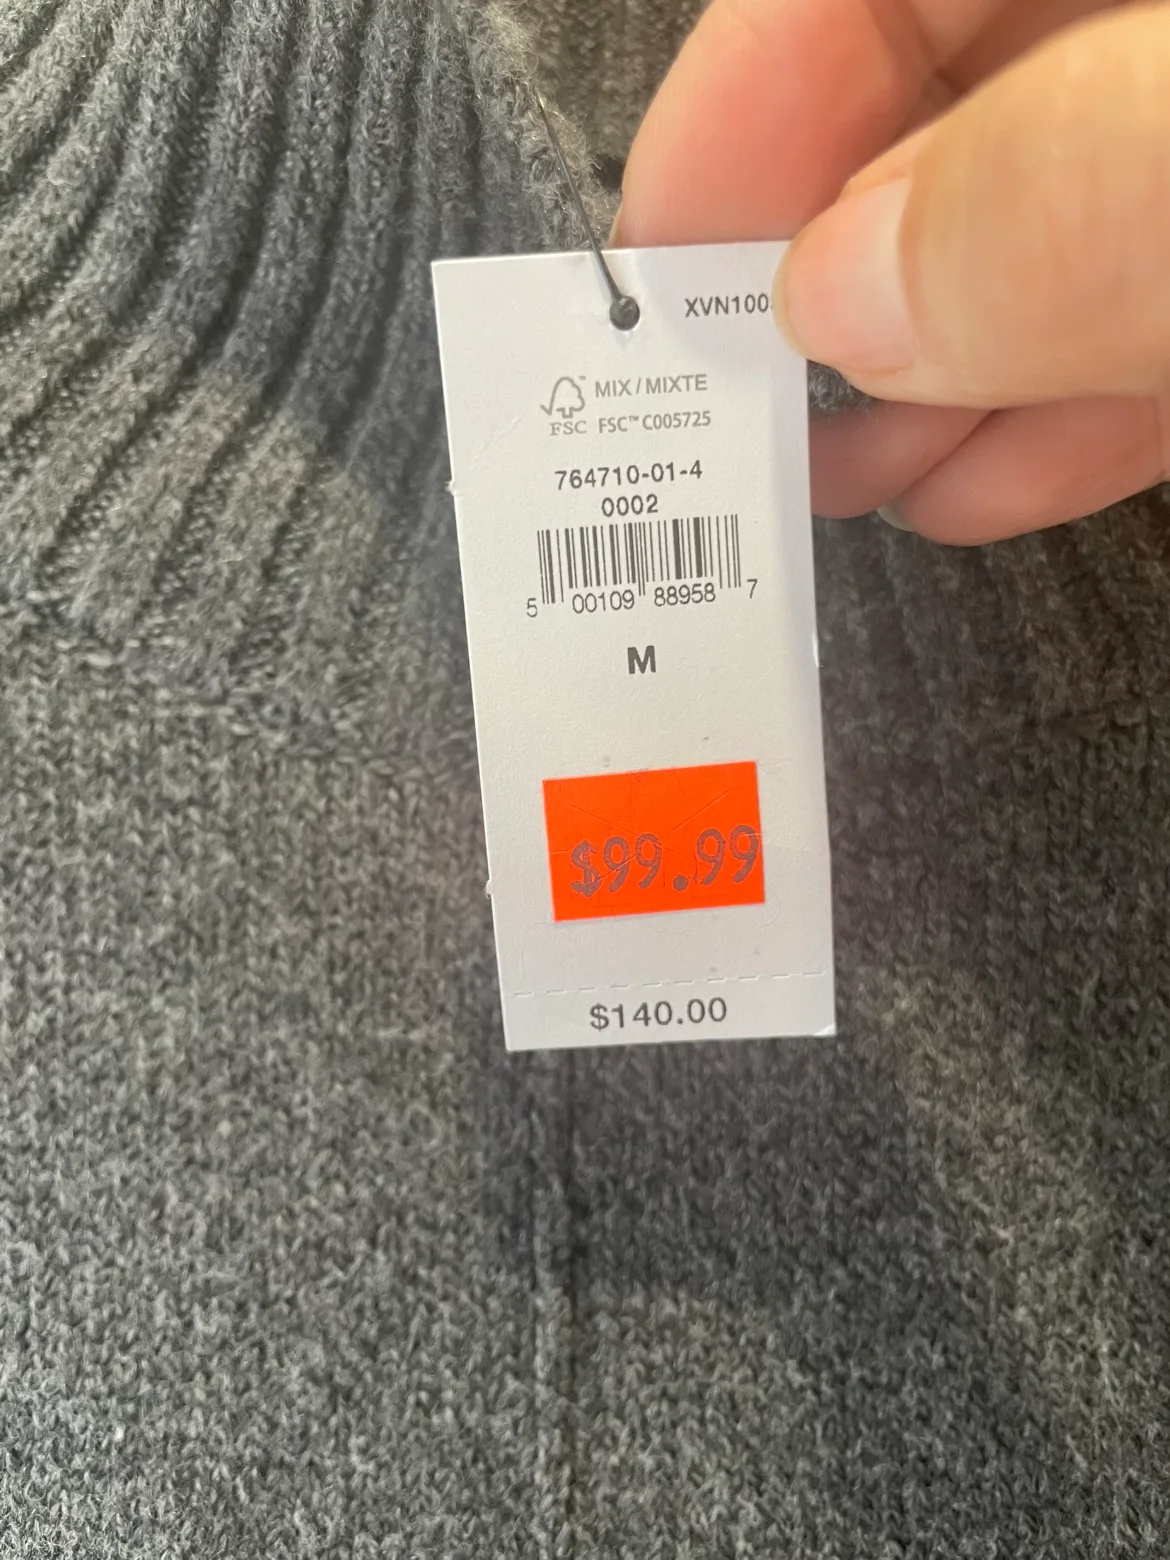 XVN100
MIX / MIXTE
FSC FSC™ C005725
764710-01-4
0002
5 00109 88958 7
M
$99.99
$140.00